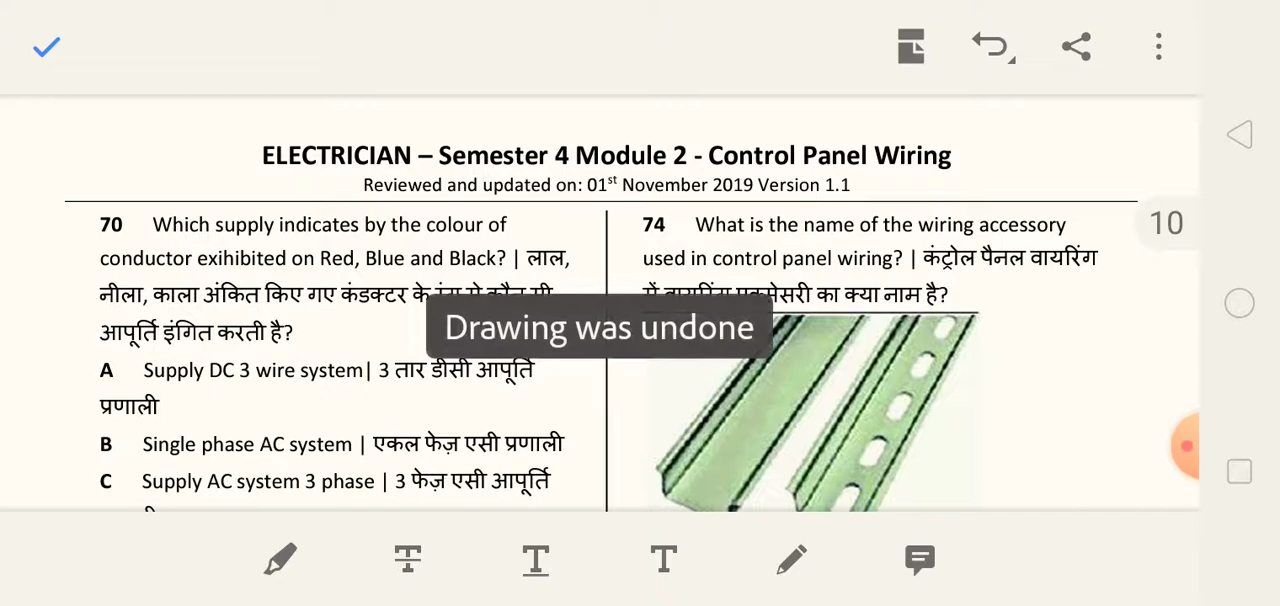 ELECTRICIAN – Semester 4 Module 2 - Control Panel Wiring
Reviewed and updated on: 01st November 2019 Version 1.1
10
70 Which supply indicates by the colour of
conductor exihibited on Red, Blue and Black? | लाल,
नीला, काला अंकित किए गए कंडक्टर के
आपूर्ति इंगित करती है?
A Supply DC 3 wire system| 3 तार डीसी आपूर्ति
प्रणाली
B Single phase AC system | एकल फेज़ एसी प्रणाली
C Supply AC system 3 phase | 3 फेज़ एसी आपूर्ति
74 What is the name of the wiring accessory
used in control panel wiring? | कंट्रोल पैनल वायरिंग
का क्या नाम है?
Drawing was undone